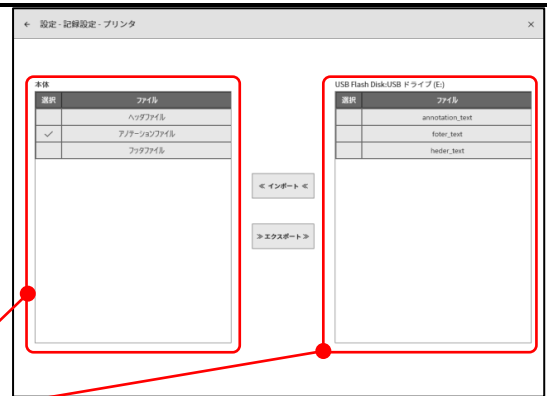 ← 設定 - 記録設定 - プリンタ ×
本体
選択 ファイル
ヘッダファイル
✓ アノテーションファイル
フッタファイル
≪ インポート ≪
≫ エクスポート ≫
USB Flash Disk:USB ドライブ (E:)
選択 ファイル
annotation_text
foter_text
heder_text